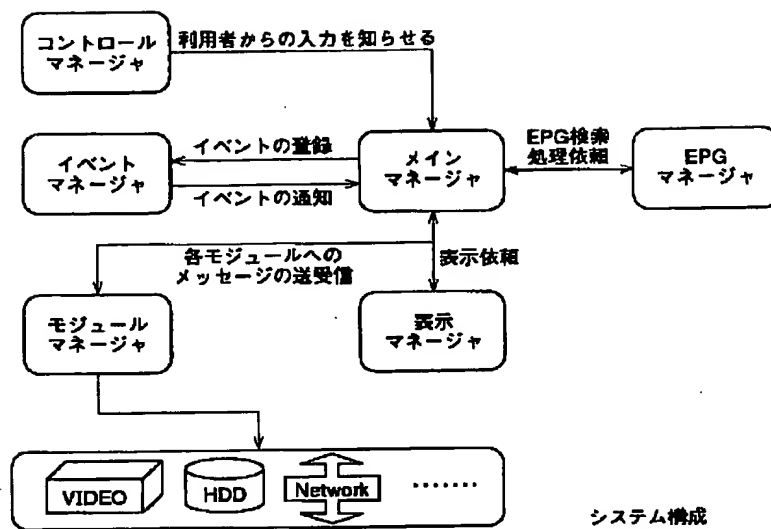 コントロール
マネージャ
利用者からの入力を知らせる
イベント
マネージャ
イベントの登録
イベントの通知
メイン
マネージャ
EPG検索
処理依頼
EPG
マネージャ
各モジュールへの
メッセージの送受信
表示依頼
モジュール
マネージャ
表示
マネージャ
VIDEO
HDD
Network
........
システム構成